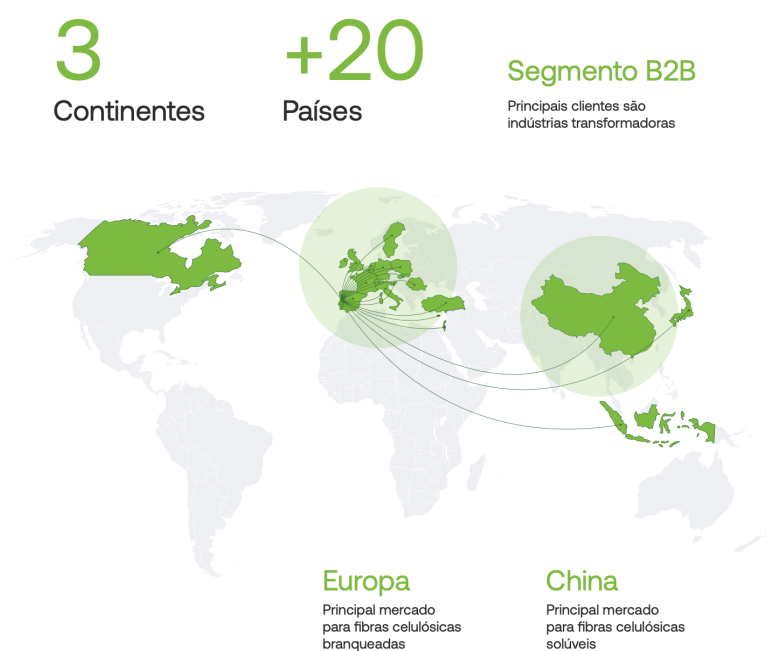 3
Continentes
+20
Países
Segmento B2B
Principais clientes são
indústrias transformadoras
Europa
Principal mercado
para fibras celulósicas
branqueadas
China
Principal mercado
para fibras celulósicas
solúveis